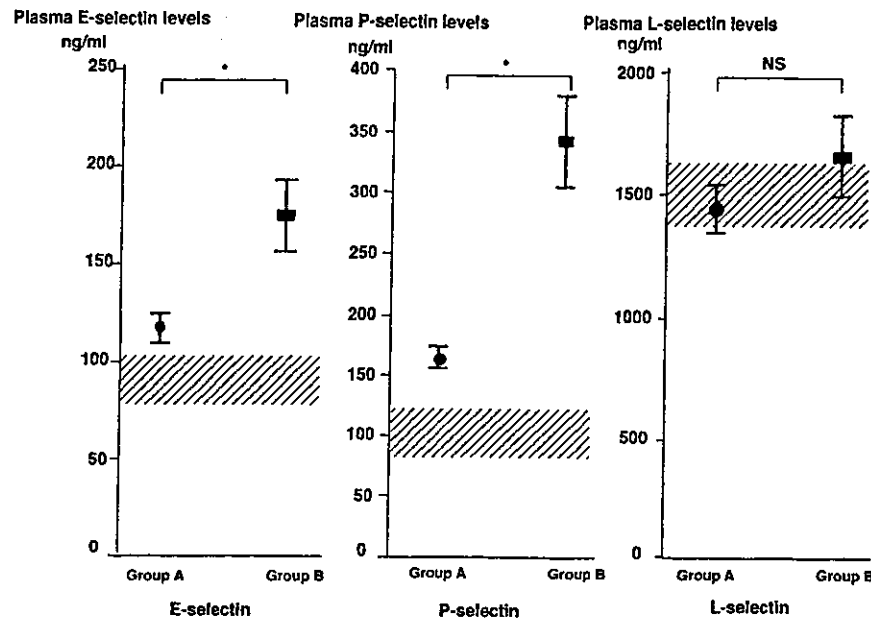 Plasma E-selectin levels
ng/ml
250
200
150
100
50
0
*
Group A
Group B
E-selectin
Plasma P-selectin levels
ng/ml
400
350
300
250
200
150
100
50
0
*
Group A
Group B
P-selectin
Plasma L-selectin levels
ng/ml
2000
1500
1000
500
0
NS
Group A
Group B
L-selectin